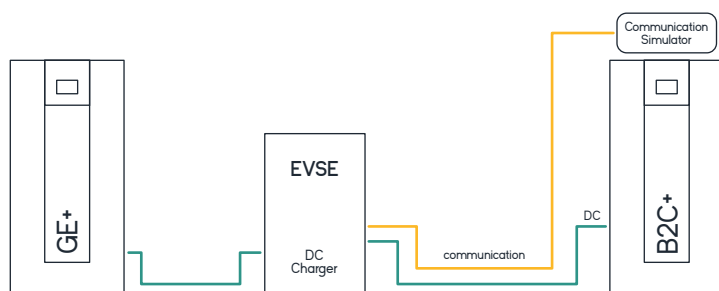 Communication
Simulator
GE+
EVSE
DC
Charger
communication
DC
B2C+